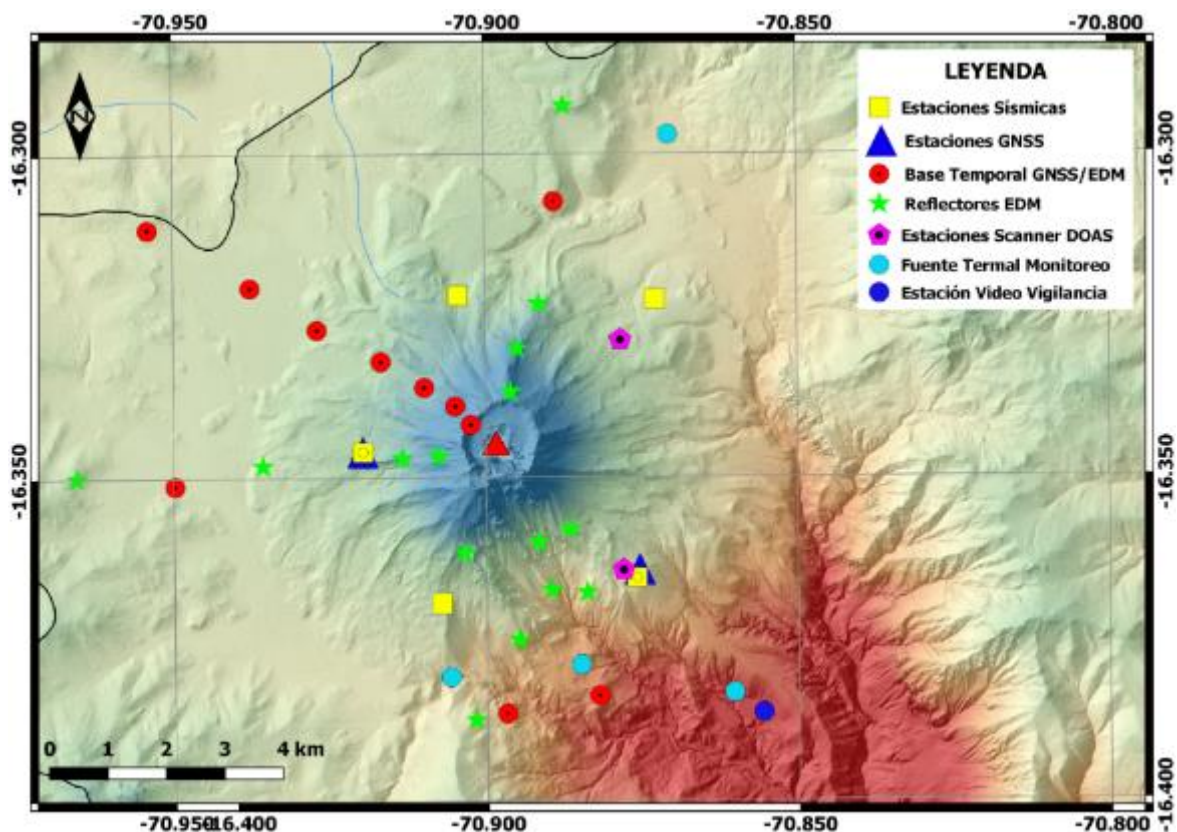 -70.950 -70.900 -70.850 -70.800
LEYENDA
Estaciones Sísmicas
Estaciones GNSS
Base Temporal GNSS/EDM
Reflectores EDM
Estaciones Scanner DOAS
Fuente Termal Monitoreo
Estación Video Vigilancia
N
-16.300 -16.300
-16.350 -16.350
0 1 2 3 4 km
-16.400
-70.950 -16.400 -70.900 -70.850 -70.800